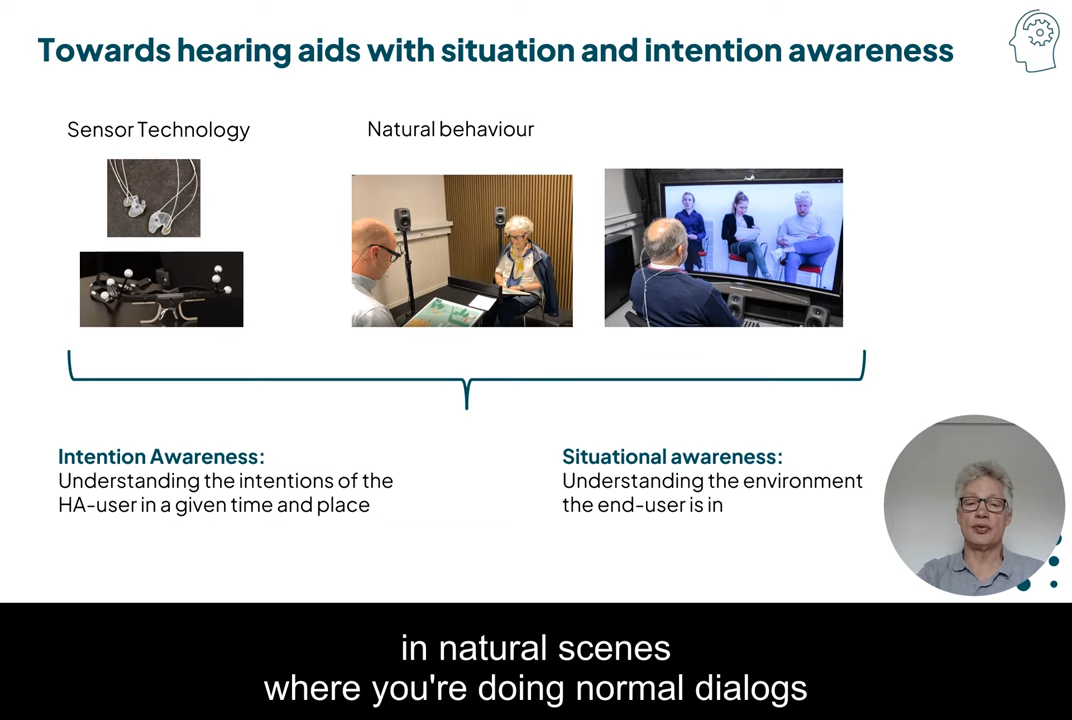 Towards hearing aids with situation and intention awareness
Sensor Technology
Natural behaviour
Intention Awareness:
Understanding the intentions of the
HA-user in a given time and place
Situational awareness:
Understanding the environment
the end-user is in
in natural scenes
where you're doing normal dialogs